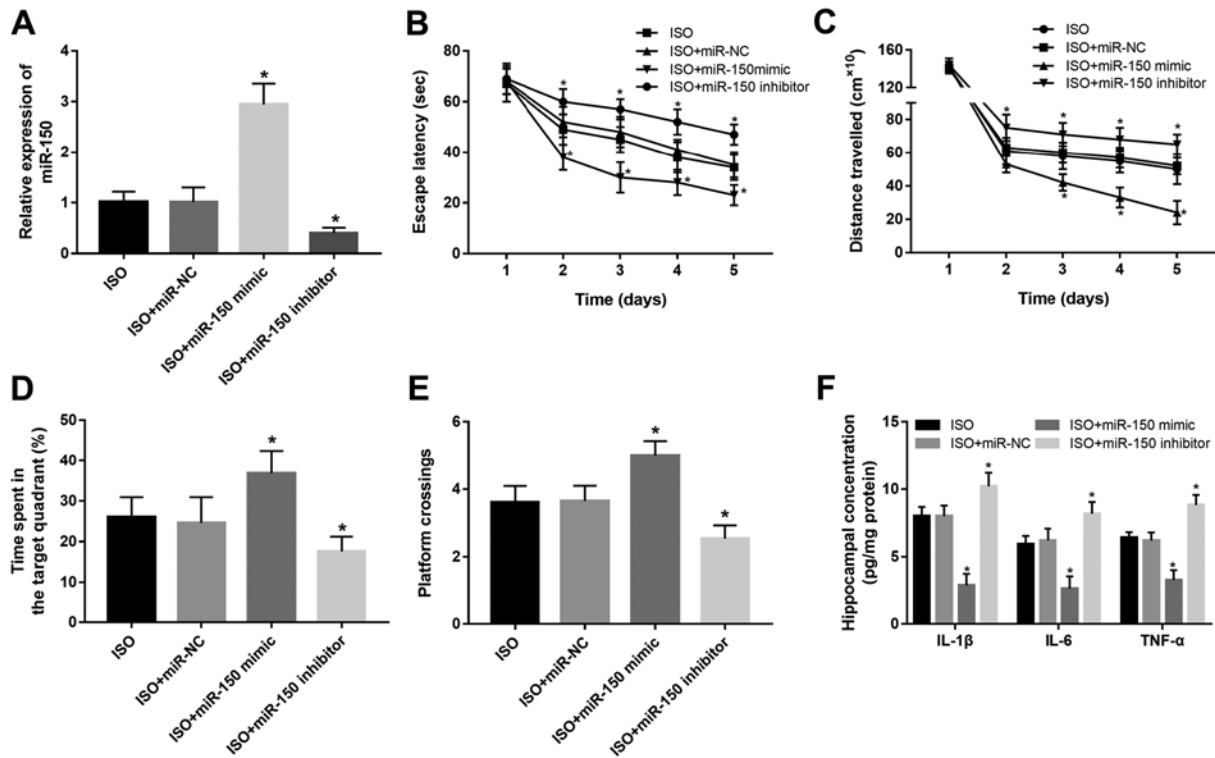 A
Relative expression of
miR-150
4
3
2
1
0
*
*
ISO
ISO+miR-NC
ISO+miR-150 mimic
ISO+miR-150 inhibitor
B
ISO
ISO+miR-NC
ISO+miR-150mimic
ISO+miR-150 inhibitor
Escape latency (sec)
80
60
40
20
0
*
*
*
*
*
*
*
*
1 2 3 4 5
Time (days)
C
ISO
ISO+miR-NC
ISO+miR-150 mimic
ISO+miR-150 inhibitor
Distance travelled (cm×10)
160
120
80
60
40
20
0
*
*
*
*
*
*
*
1 2 3 4 5
Time (days)
D
Time spent in
the target quadrant (%)
50
40
30
20
10
0
*
*
ISO
ISO+miR-NC
ISO+miR-150 mimic
ISO+miR-150 inhibitor
E
Platform crossings
6
4
2
0
*
*
ISO
ISO+miR-NC
ISO+miR-150 mimic
ISO+miR-150 inhibitor
F
Hippocampal concentration
(pg/mg protein)
15
10
5
0
ISO
ISO+miR-NC
ISO+miR-150 mimic
ISO+miR-150 inhibitor
*
*
*
*
*
*
IL-1β IL-6 TNF-α